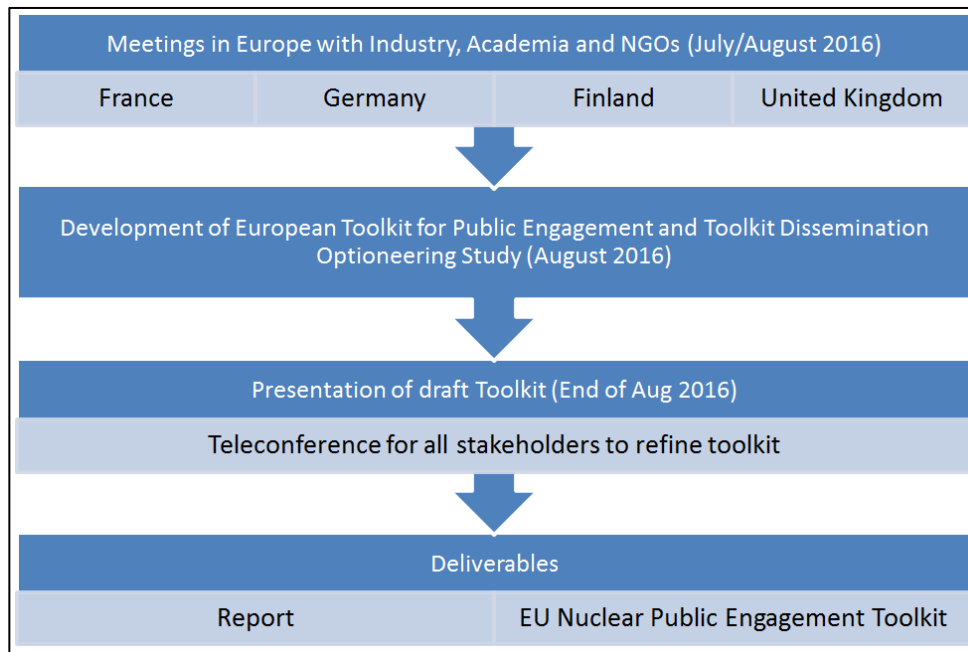 Meetings in Europe with Industry, Academia and NGOs (July/August 2016)
France Germany Finland United Kingdom
Development of European Toolkit for Public Engagement and Toolkit Dissemination
Optioneering Study (August 2016)
Presentation of draft Toolkit (End of Aug 2016)
Teleconference for all stakeholders to refine toolkit
Deliverables
Report EU Nuclear Public Engagement Toolkit